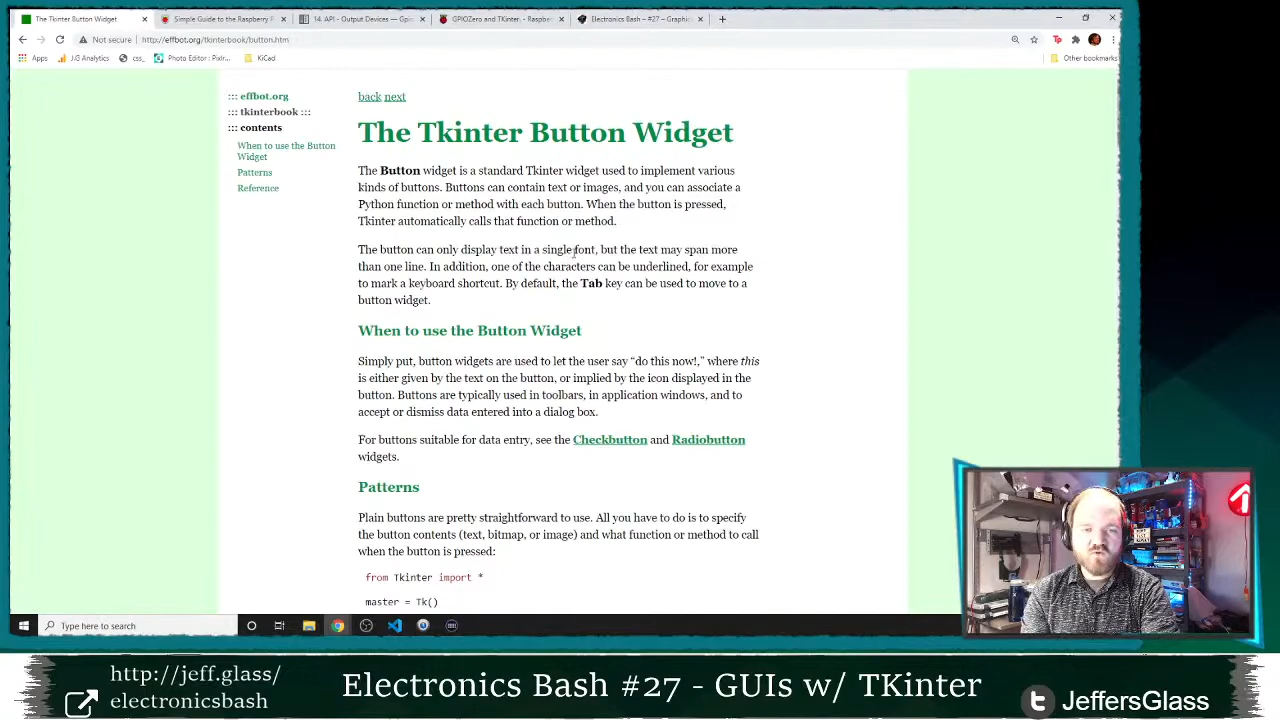 The Tkinter Button Widget
Simple Guide to the Raspberry P
14. API - Output Devices — Gpio
GPIOZero and TKinter. - Raspber
Electronics Bash – #27 – Graphic
Not secure http://effbot.org/tkinterbook/button.htm
Apps JG Analytics css_ Photo Editor : Pixlr... KiCad Other bookmarks
::: effbot.org
::: tkinterbook :::
::: contents
When to use the Button
Widget
Patterns
Reference
back next
The Tkinter Button Widget
The Button widget is a standard Tkinter widget used to implement various
kinds of buttons. Buttons can contain text or images, and you can associate a
Python function or method with each button. When the button is pressed,
Tkinter automatically calls that function or method.
The button can only display text in a single font, but the text may span more
than one line. In addition, one of the characters can be underlined, for example
to mark a keyboard shortcut. By default, the Tab key can be used to move to a
button widget.
When to use the Button Widget
Simply put, button widgets are used to let the user say “do this now!,” where this
is either given by the text on the button, or implied by the icon displayed in the
button. Buttons are typically used in toolbars, in application windows, and to
accept or dismiss data entered into a dialog box.
For buttons suitable for data entry, see the Checkbutton and Radiobutton
widgets.
Patterns
Plain buttons are pretty straightforward to use. All you have to do is to specify
the button contents (text, bitmap, or image) and what function or method to call
when the button is pressed:
from Tkinter import *
master = Tk()
Type here to search
http://jeff.glass/
electronicsbash
Electronics Bash #27 - GUIs w/ TKinter
JeffersGlass